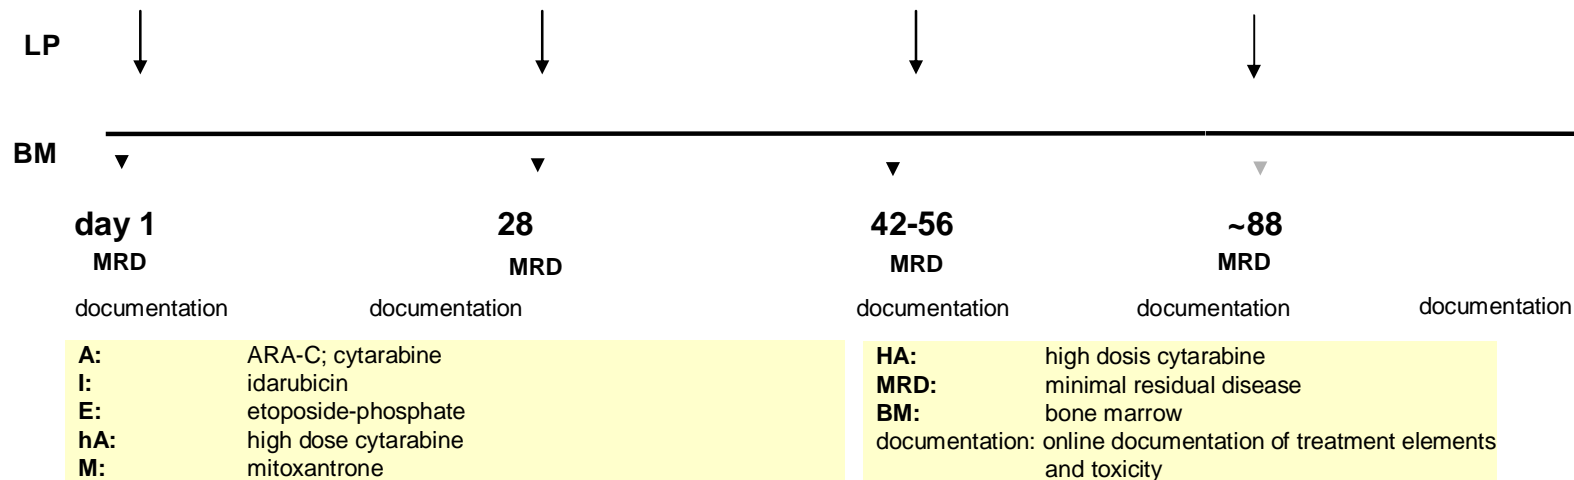 LP
BM
day 1 28 42-56 ~88
MRD MRD MRD MRD
documentation documentation documentation documentation documentation
A: ARA-C; cytarabine
I: idarubicin
E: etoposide-phosphate
hA: high dose cytarabine
M: mitoxantrone
HA: high dosis cytarabine
MRD: minimal residual disease
BM: bone marrow
documentation: online documentation of treatment elements
and toxicity